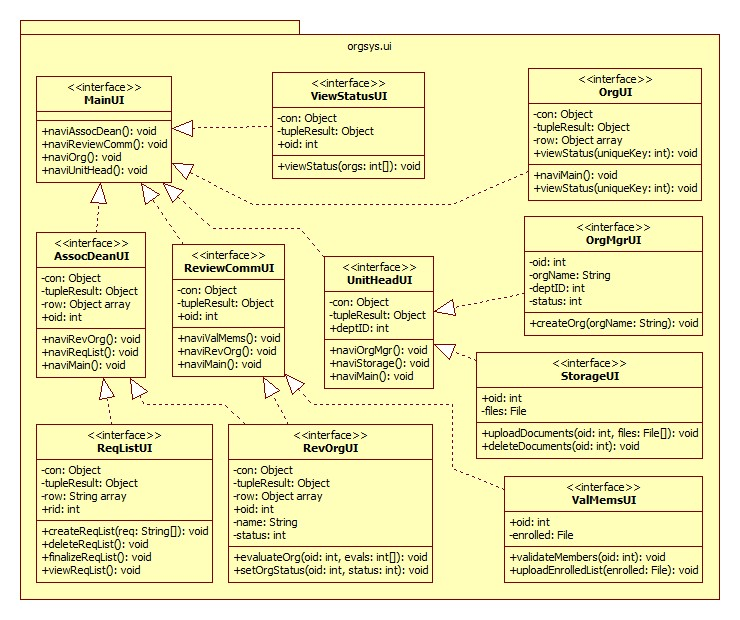 orgsys.ui
<<interface>>
MainUI
+naviAssocDean(): void
+naviReviewComm(): void
+naviOrg(): void
+naviUnitHead(): void
<<interface>>
ViewStatusUI
-con: Object
-tupleResult: Object
+oid: int
+viewStatus(orgs: int[]): void
<<interface>>
OrgUI
-con: Object
-tupleResult: Object
-row: Object array
+viewStatus(uniqueKey: int): void
+naviMain(): void
+viewStatus(uniqueKey: int): void
<<interface>>
AssocDeanUI
-con: Object
-tupleResult: Object
-row: Object array
+oid: int
+naviRevOrg(): void
+naviReqList(): void
+naviMain(): void
<<interface>>
ReviewCommUI
-con: Object
-tupleResult: Object
+oid: int
+naviValMems(): void
+naviRevOrg(): void
+naviMain(): void
<<interface>>
UnitHeadUI
-con: Object
-tupleResult: Object
+deptID: int
+naviOrgMgr(): void
+naviStorage(): void
+naviMain(): void
<<interface>>
OrgMgrUI
-oid: int
-orgName: String
-deptID: int
-status: int
+createOrg(orgName: String): void
<<interface>>
StorageUI
+oid: int
-files: File
+uploadDocuments(oid: int, files: File[]): void
+deleteDocuments(oid: int): void
<<interface>>
ReqListUI
-con: Object
-tupleResult: Object
-row: String array
+rid: int
+createReqList(req: String[]): void
+deleteReqList(): void
+finalizeReqList(): void
+viewReqList(): void
<<interface>>
RevOrgUI
-con: Object
-tupleResult: Object
-row: Object array
+oid: int
-name: String
-status: int
+evaluateOrg(oid: int, evals: int[]): void
+setOrgStatus(oid: int, status: int): void
<<interface>>
ValMemsUI
+oid: int
-enrolled: File
+validateMembers(oid: int): void
+uploadEnrolledList(enrolled: File): void